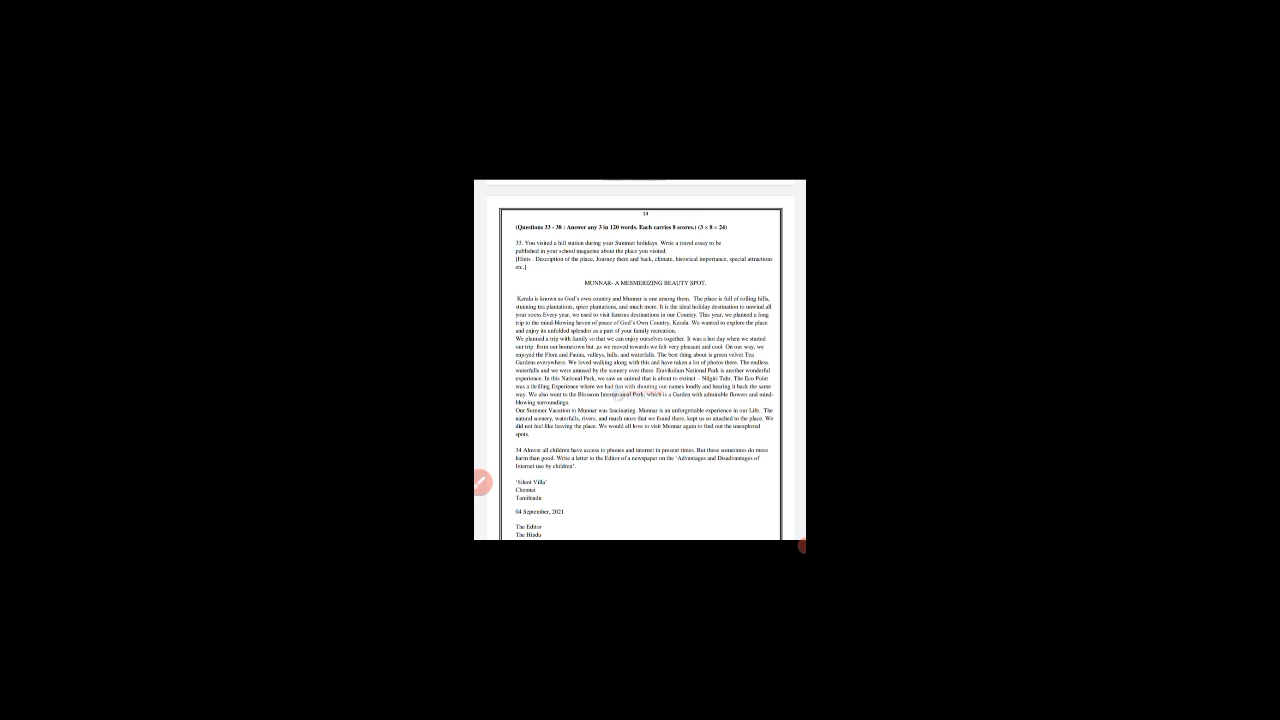 14
(Questions 33 - 38 : Answer any 3 in 120 words. Each carries 8 scores.) (3 × 8 = 24)
33. You visited a hill station during your Summer holidays. Write a travel essay to be
published in your school magazine about the place you visited.
[Hints : Description of the place, Journey there and back, climate, historical importance, special attractions
etc.]
MUNNAR- A MESMERIZING BEAUTY SPOT.
Kerala is known as God's own country and Munnar is one among them. The place is full of rolling hills,
stunning tea plantations, spice plantations, and much more. It is the ideal holiday destination to unwind all
your stress Every year, we used to visit famous destinations in our Country. This year, we planned a long
trip to the mind-blowing haven of peace of God's Own Country, Kerala. We wanted to explore the place
and enjoy its unfolded splendor as a part of your family recreation.
We planned a trip with family so that we can enjoy ourselves together. It was a hot day when we started
our trip form our hometown but ,as we moved towards we felt very pleasant and cool. On our way, we
enjoyed the Flora and Fauna, valleys, hills, and waterfalls. The best thing about is green velvet Tea
Gardens everywhere. We loved walking along with this and have taken a lot of photos there. The endless
waterfalls and we were amused by the scenery over there. Eravikulam National Park is another wonderful
experience. In this National Park, we saw an animal that is about to extinct – Nilgiri Tahr. The Eco Point
was a thrilling Experience where we had fun with shouting our names loudly and hearing it back the same
way. We also went to the Blossom International Park, which is a Garden with admirable flowers and mind-
blowing surroundings.
Our Summer Vacation to Munnar was fascinating. Munnar is an unforgettable experience in our Life. The
natural scenery, waterfalls, rivers, and much more that we found there, kept us so attached to the place. We
did not feel like leaving the place. We would all love to visit Munnar again to find out the unexplored
spots.
34 Almost all children have access to phones and internet in present times. But these sometimes do more
harm than good. Write a letter to the Editor of a newspaper on the 'Advantages and Disadvantages of
Internet use by children'.
'Silent Villa'
Chennai
Tamilnadu
04 September, 2021
The Editor
The Hindu